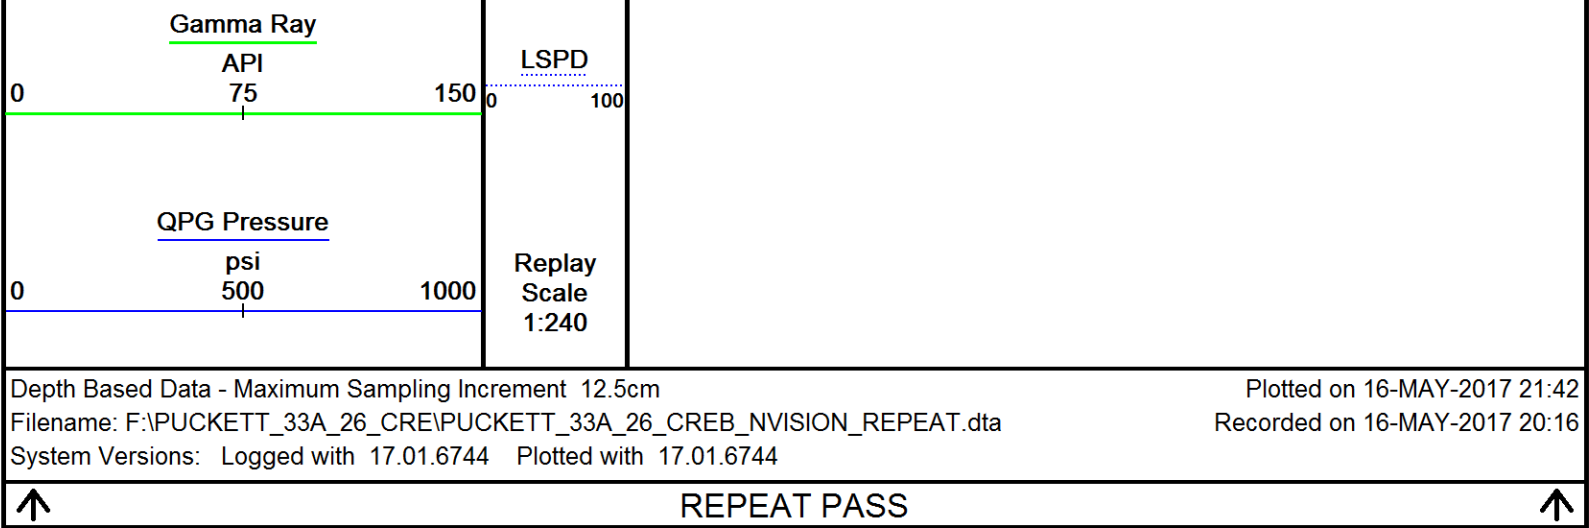 Gamma Ray
API
0 75 150
LSPD
0 100
QPG Pressure
psi
0 500 1000
Replay
Scale
1:240
Depth Based Data - Maximum Sampling Increment 12.5cm
Plotted on 16-MAY-2017 21:42
Filename: F:\PUCKETT_33A_26_CRE\PUCKETT_33A_26_CREB_NVISION_REPEAT.dta
Recorded on 16-MAY-2017 20:16
System Versions: Logged with 17.01.6744 Plotted with 17.01.6744
REPEAT PASS